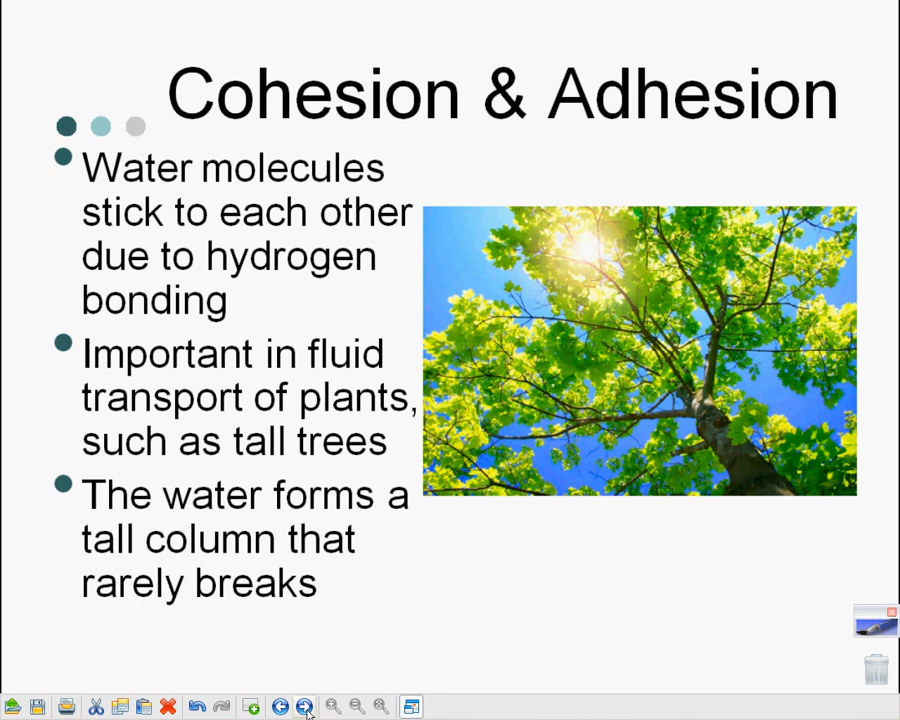 Cohesion & Adhesion
Water molecules
stick to each other
due to hydrogen
bonding
Important in fluid
transport of plants,
such as tall trees
The water forms a
tall column that
rarely breaks